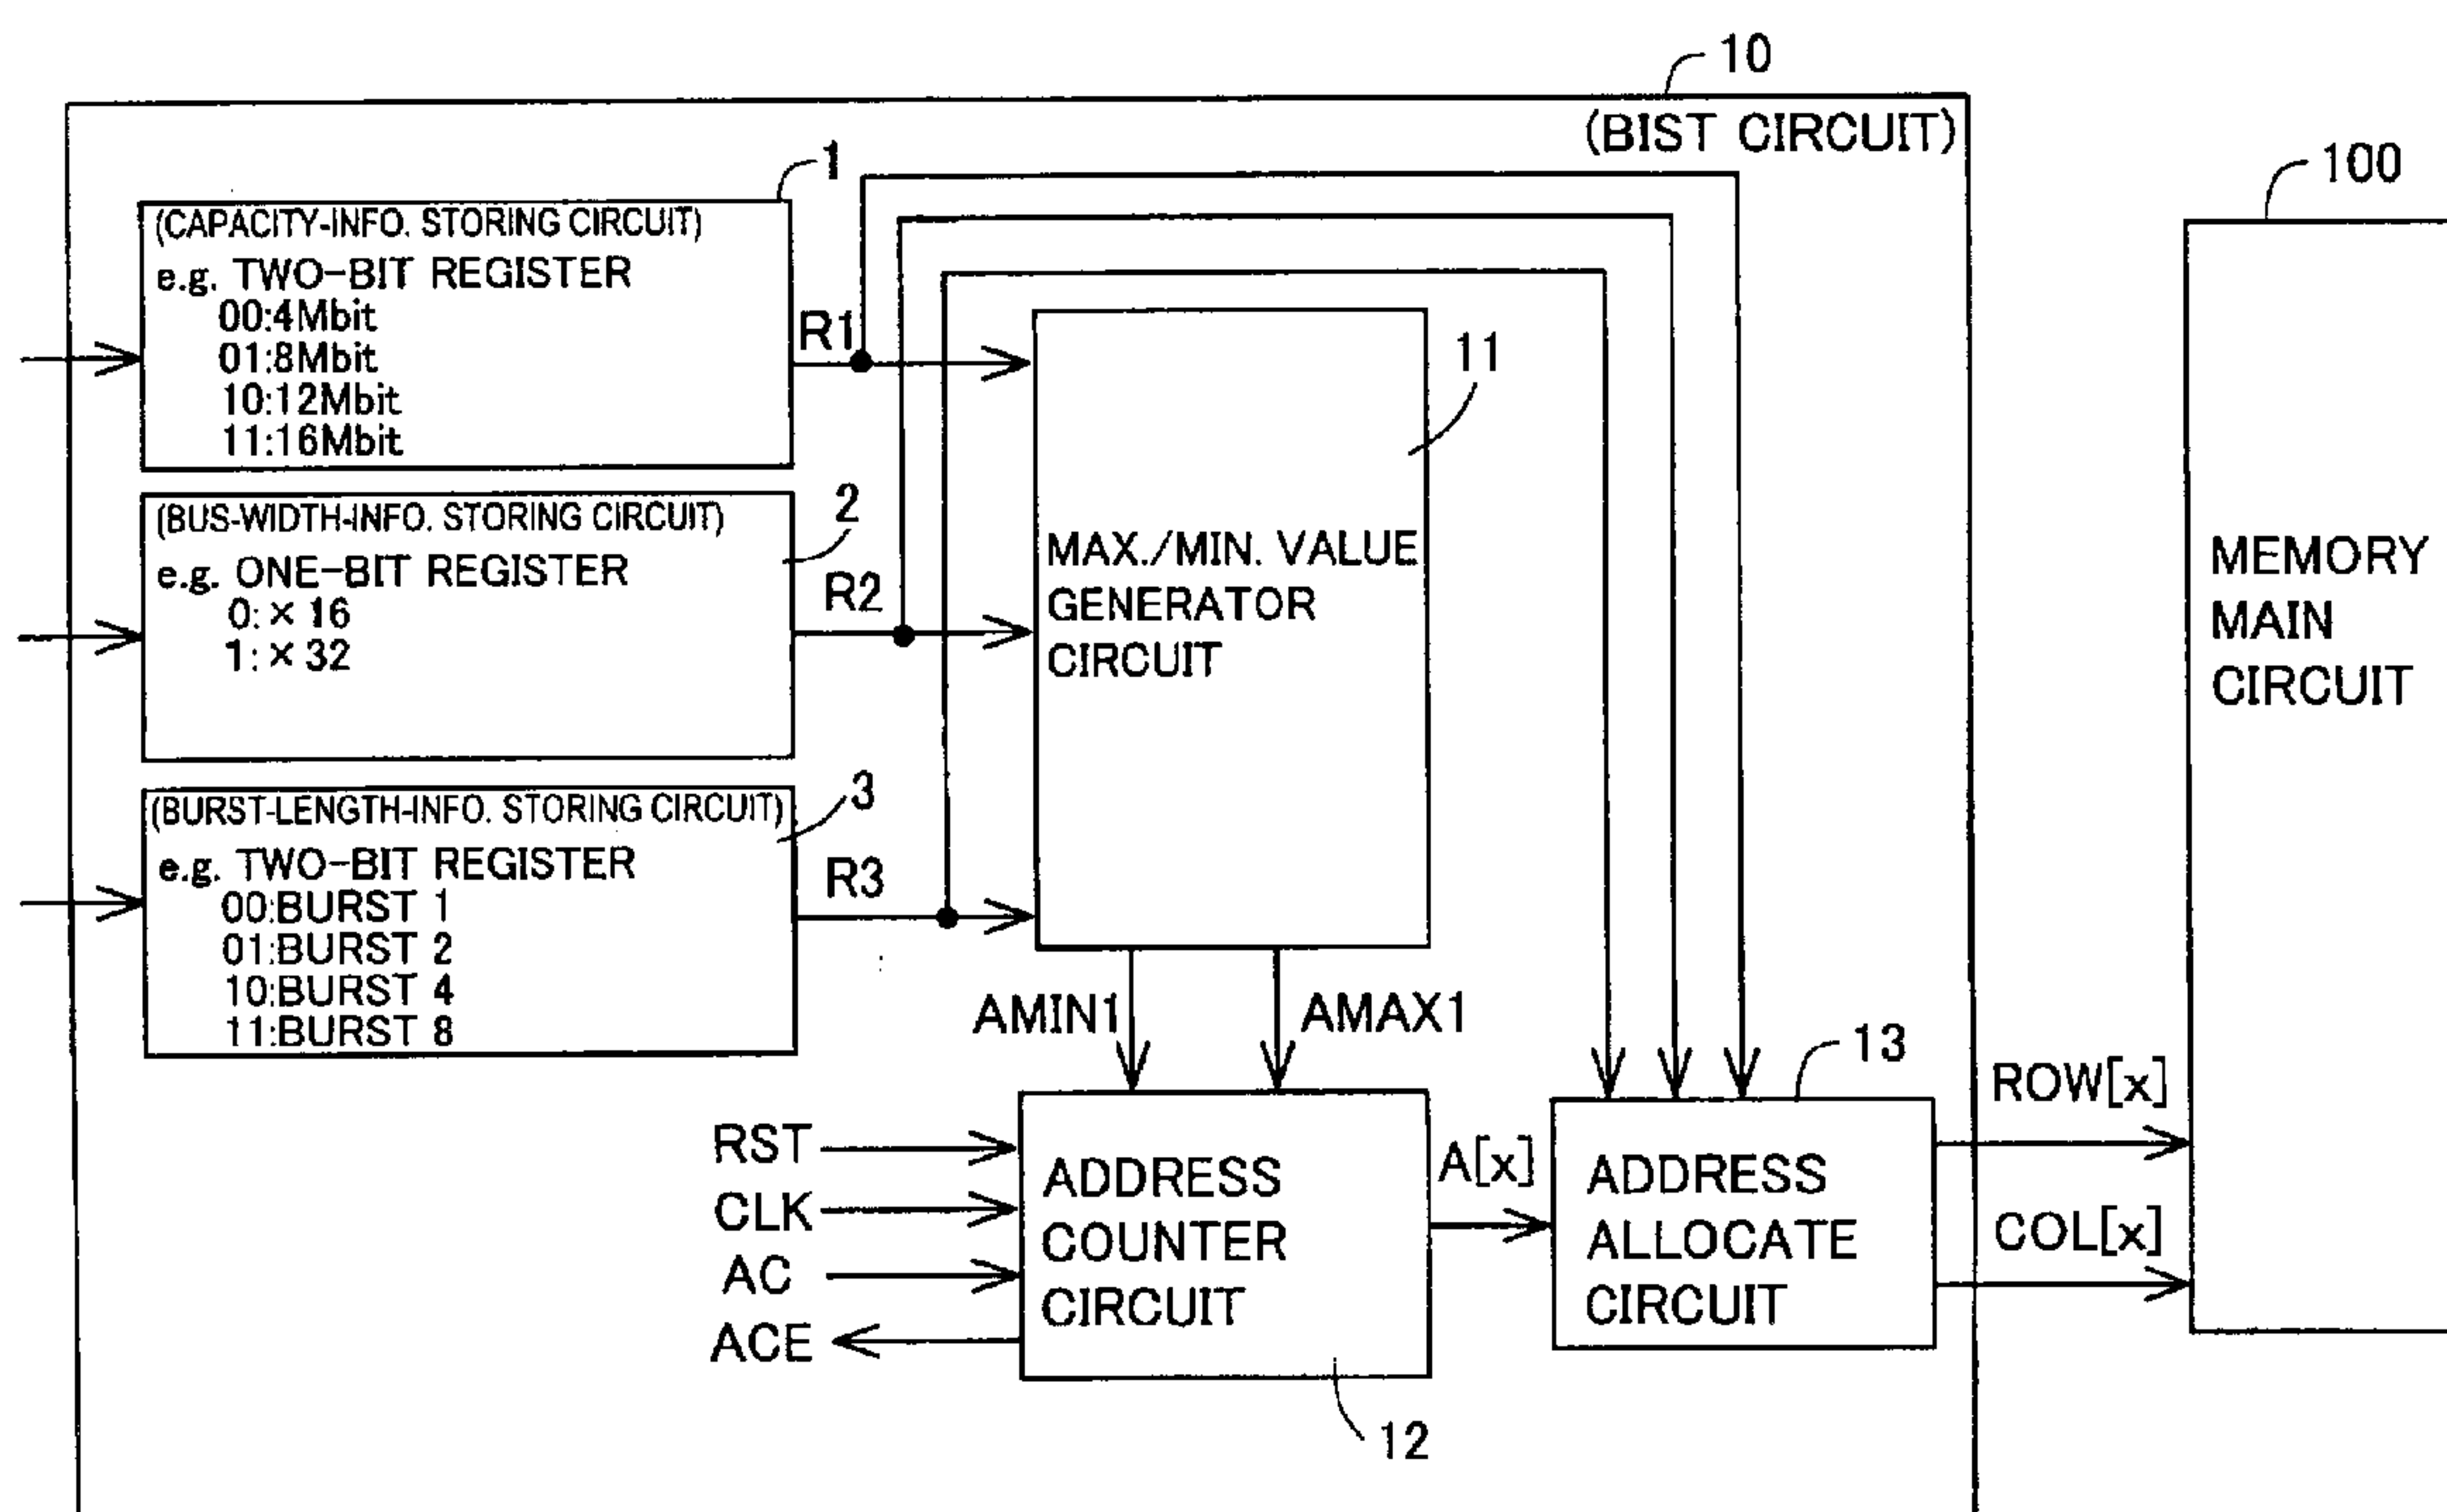 10
(BIST CIRCUIT)
1
(CAPACITY-INFO. STORING CIRCUIT)
e.g. TWO-BIT REGISTER
00:4Mbit
01:8Mbit
10:12Mbit
11:16Mbit
R1
2
(BUS-WIDTH-INFO. STORING CIRCUIT)
e.g. ONE-BIT REGISTER
0: × 16
1: × 32
R2
3
(BURST-LENGTH-INFO. STORING CIRCUIT)
e.g. TWO-BIT REGISTER
00:BURST 1
01:BURST 2
10:BURST 4
11:BURST 8
R3
11
MAX./MIN. VALUE
GENERATOR
CIRCUIT
AMIN1
AMAX1
RST
CLK
AC
ACE
ADDRESS
COUNTER
CIRCUIT
12
A[x]
13
ADDRESS
ALLOCATE
CIRCUIT
ROW[x]
COL[x]
100
MEMORY
MAIN
CIRCUIT